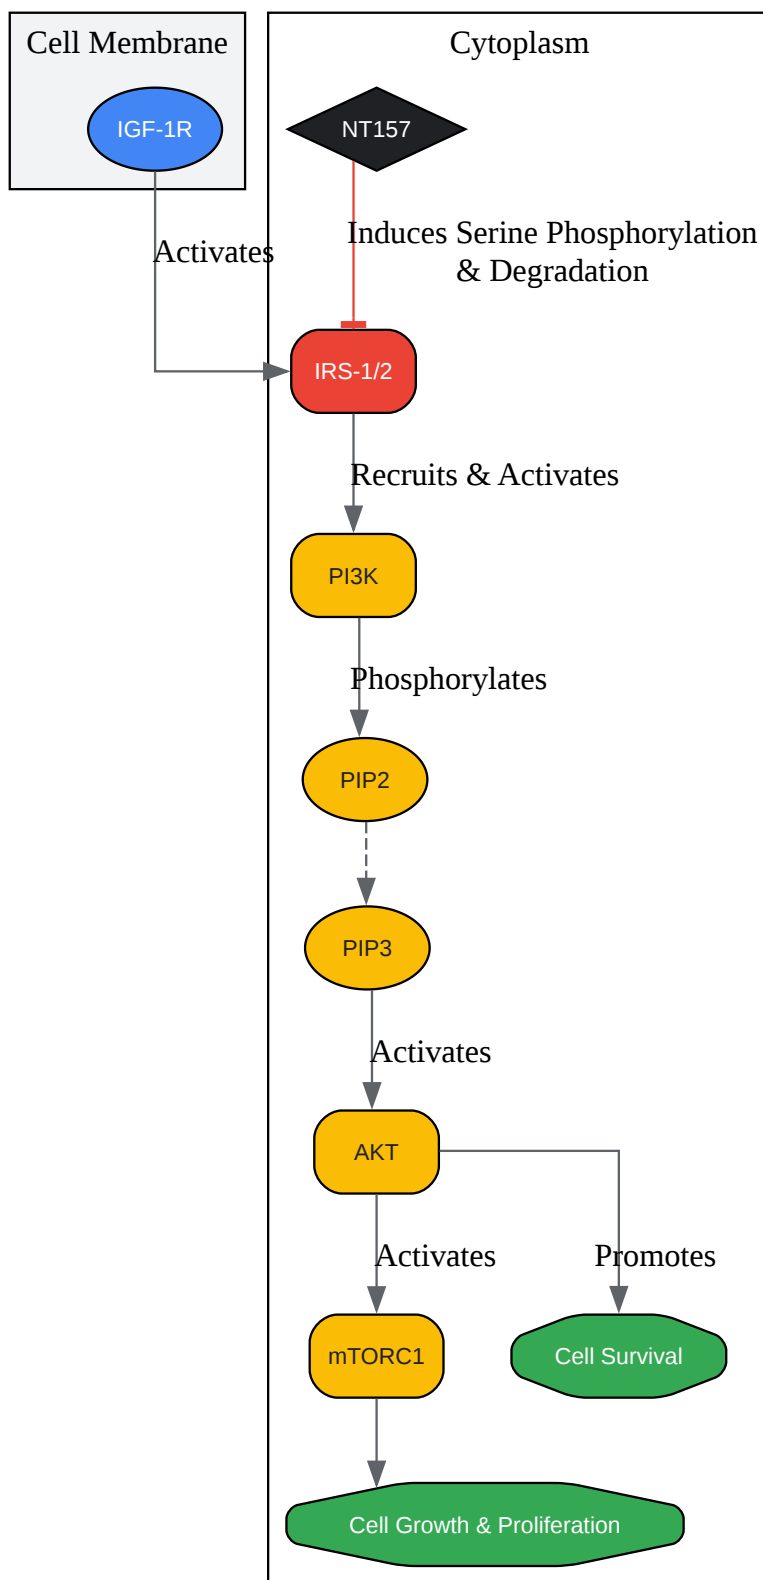 Cell Membrane
Cytoplasm
IGF-1R
NT157
Activates
Induces Serine Phosphorylation
& Degradation
IRS-1/2
Recruits & Activates
PI3K
Phosphorylates
PIP2
PIP3
Activates
AKT
Activates
Promotes
mTORC1
Cell Survival
Cell Growth & Proliferation